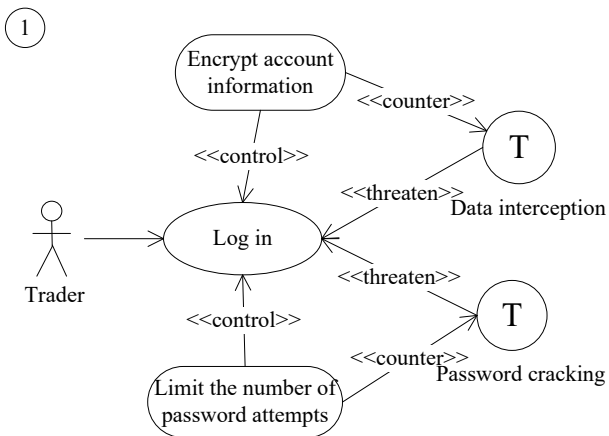 1
Encrypt account
information
<<counter>>
T
<<control>>
<<threaten>>
Data interception
Log in
Trader
<<threaten>>
T
<<control>>
<<counter>>
Password cracking
Limit the number of
password attempts